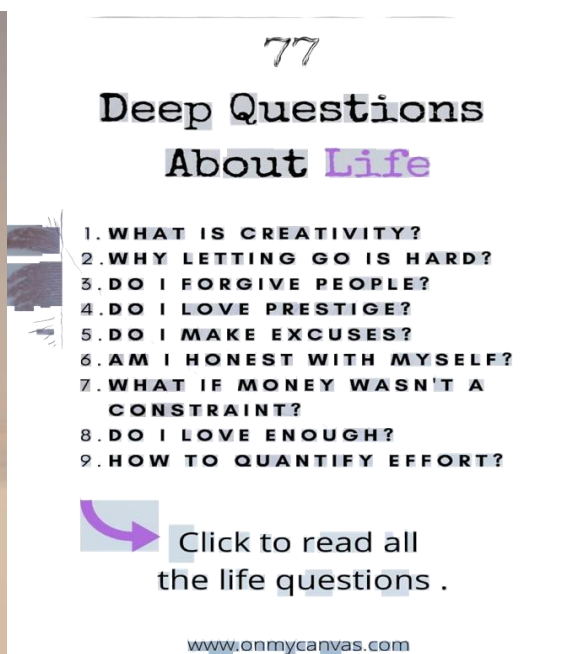 77
Deep Questions
About Life
1. WHAT IS CREATIVITY?
2. WHY LETTING GO IS HARD?
3. DO I FORGIVE PEOPLE?
4. DO I LOVE PRESTIGE?
5. DO I MAKE EXCUSES?
6. AM I HONEST WITH MYSELF?
7. WHAT IF MONEY WASN'T A
CONSTRAINT?
8. DO I LOVE ENOUGH?
9. HOW TO QUANTIFY EFFORT?
Click to read all
the life questions .
www.onmycanvas.com